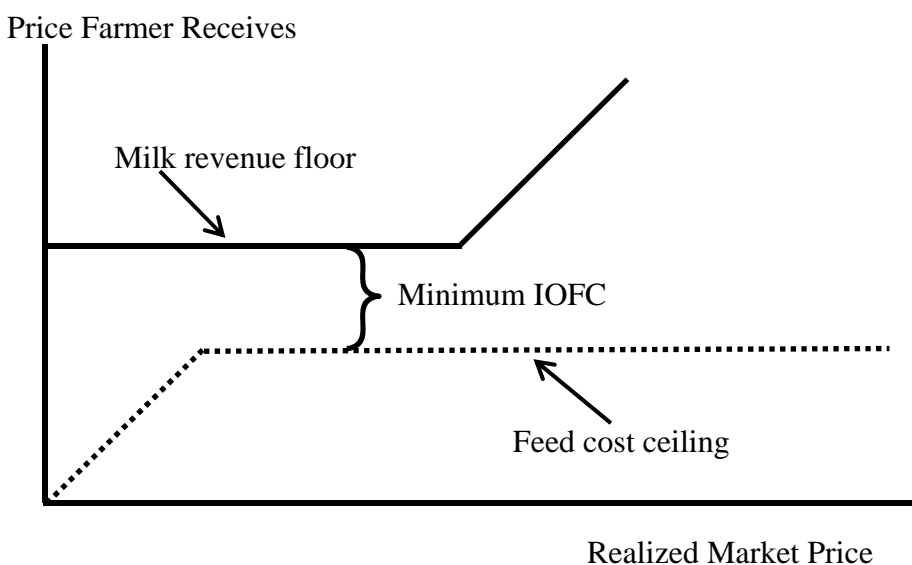 Price Farmer Receives
Milk revenue floor
Minimum IOFC
Feed cost ceiling
Realized Market Price